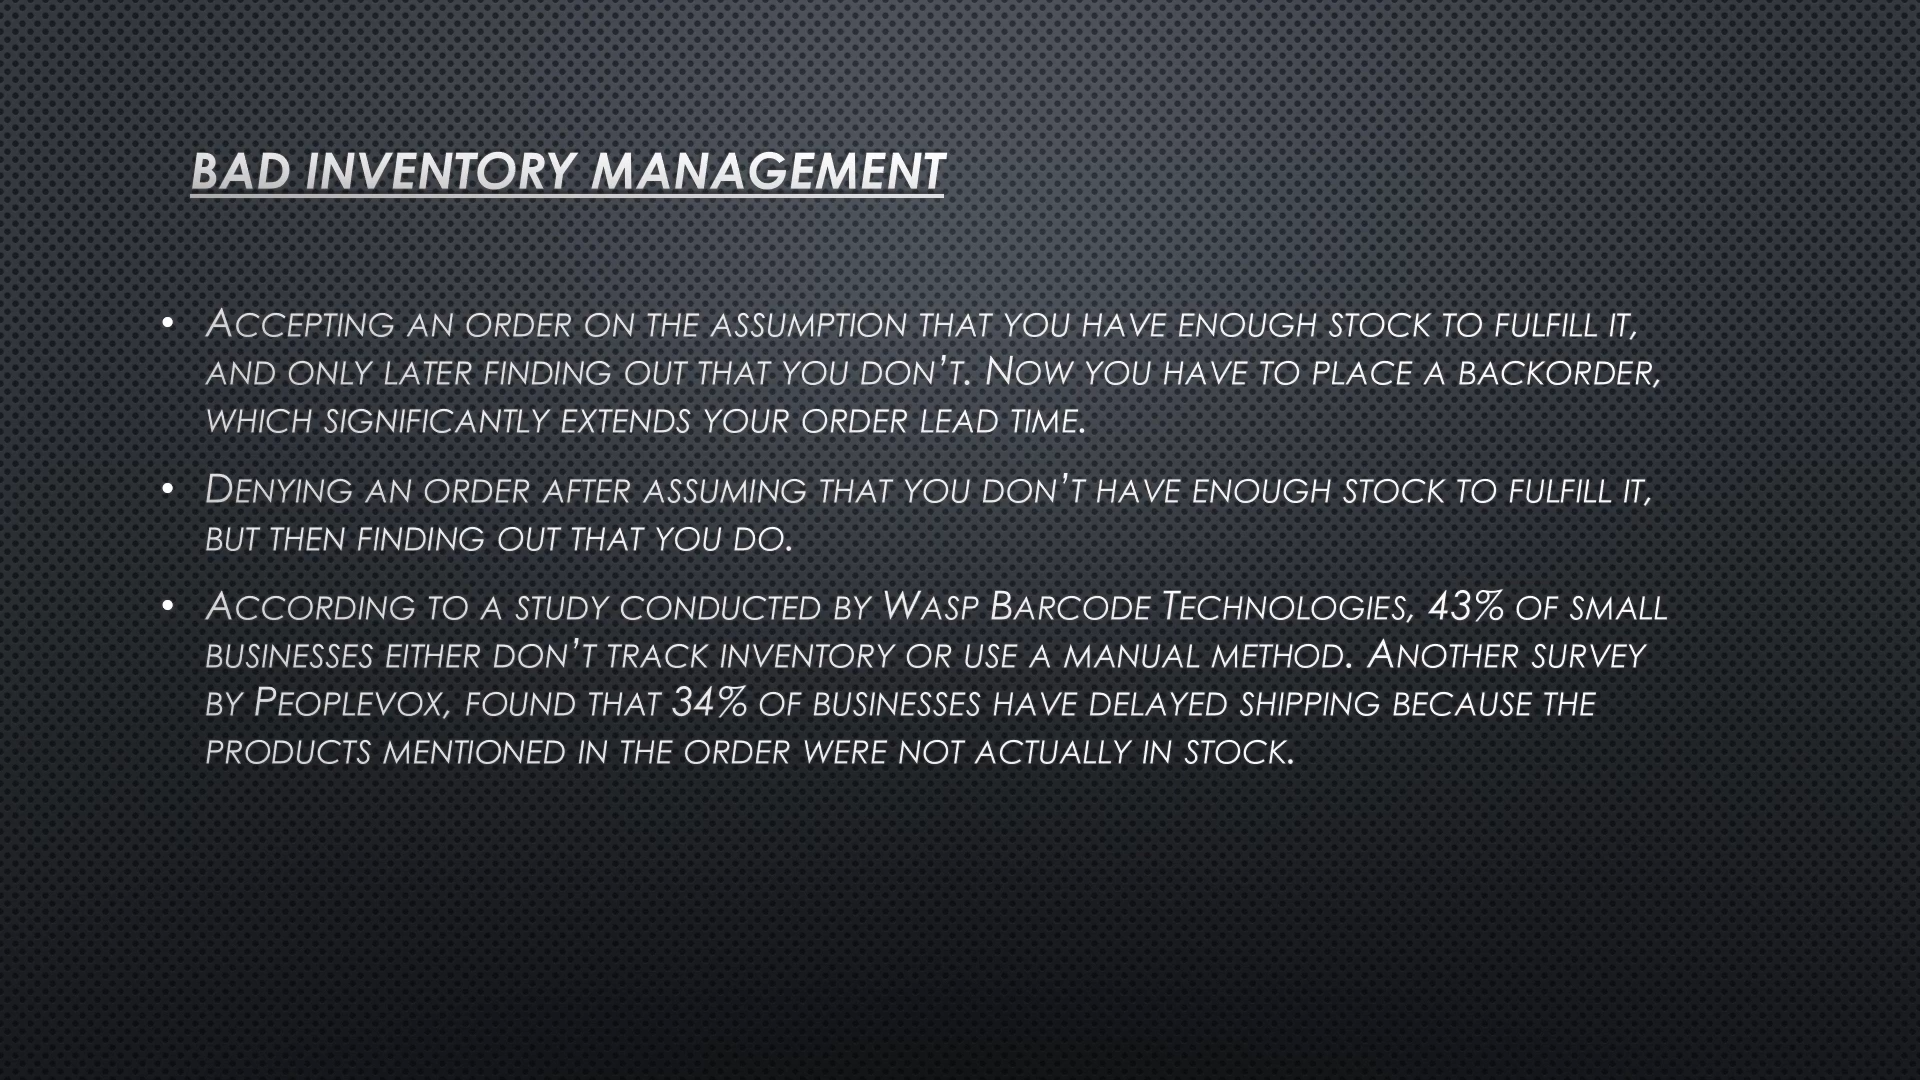 BAD INVENTORY MANAGEMENT
• Accepting an order on the assumption that you have enough stock to fulfill it,
and only later finding out that you don’t. Now you have to place a backorder,
which significantly extends your order lead time.
• Denying an order after assuming that you don’t have enough stock to fulfill it,
but then finding out that you do.
• According to a study conducted by Wasp Barcode Technologies, 43% of small
businesses either don’t track inventory or use a manual method. Another survey
by Peoplevox, found that 34% of businesses have delayed shipping because the
products mentioned in the order were not actually in stock.